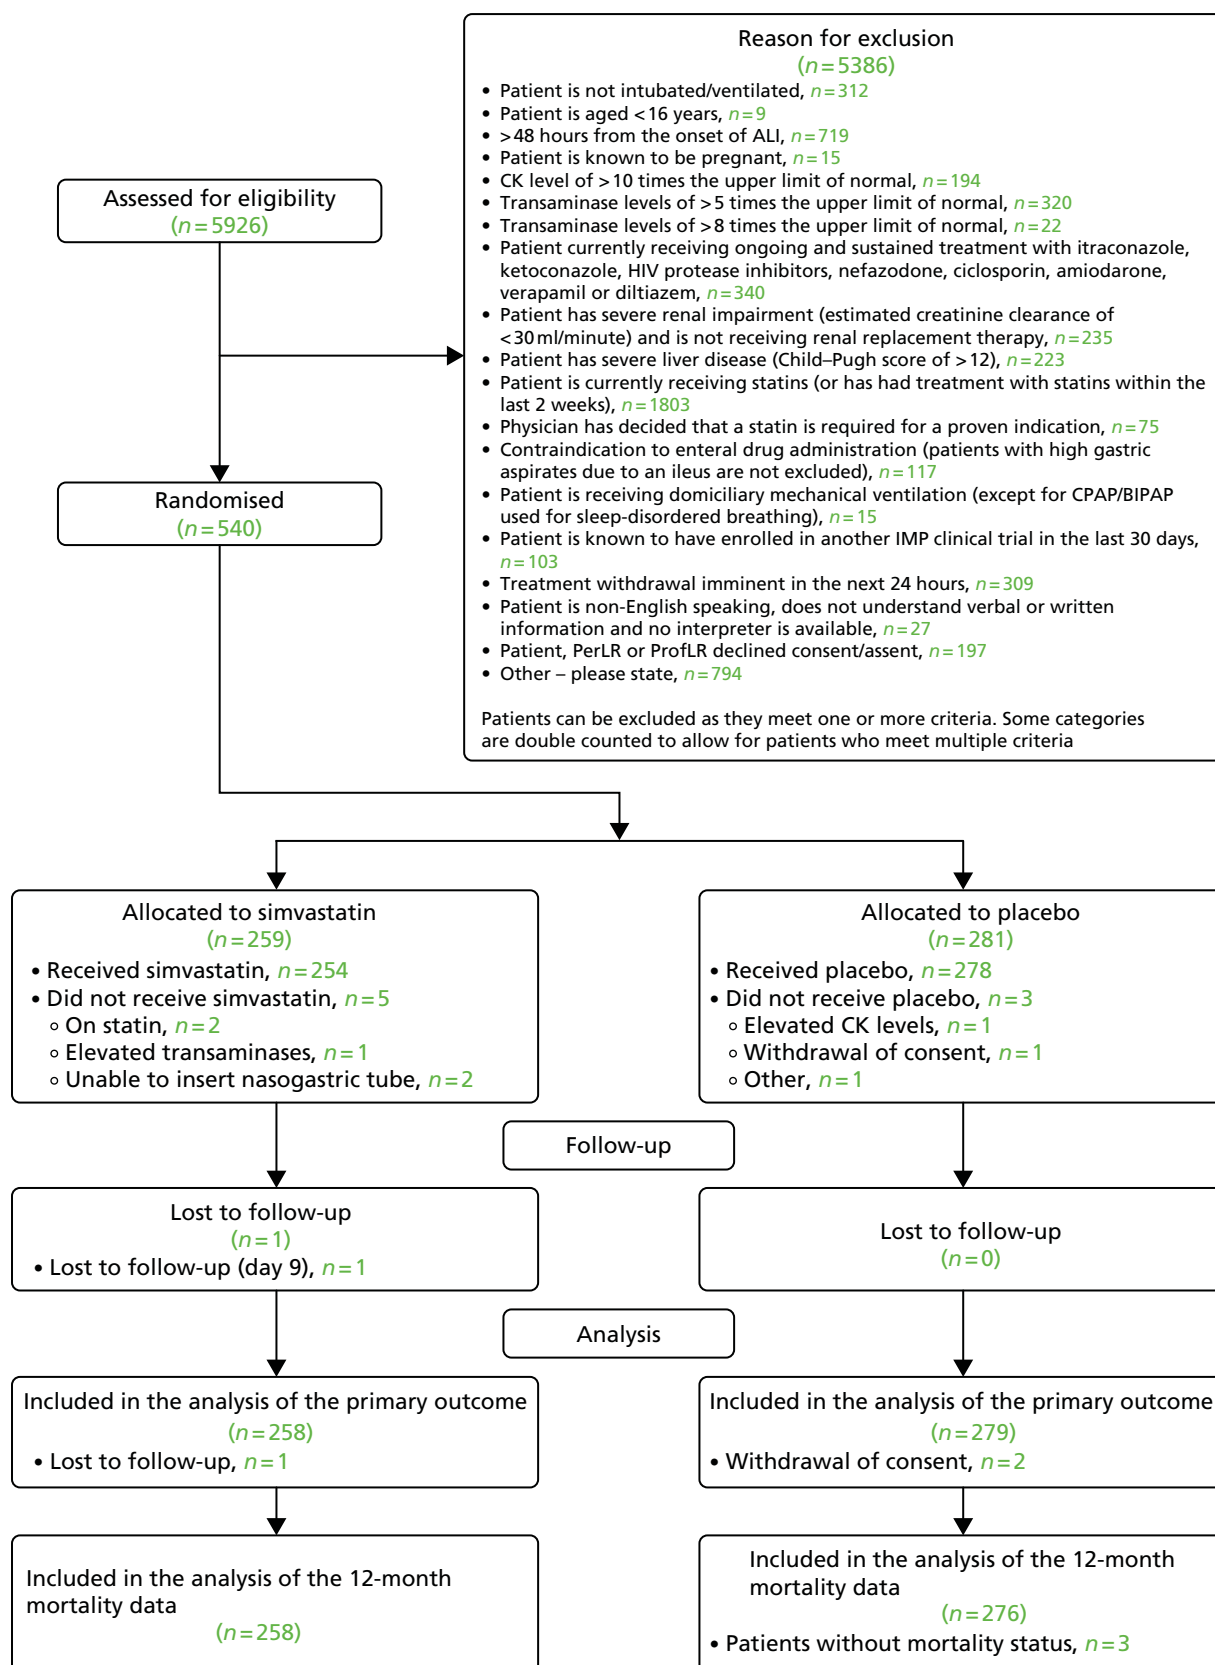 Reason for exclusion
(n=5386)
• Patient is not intubated/ventilated, n=312
• Patient is aged <16 years, n=9
• >48 hours from the onset of ALI, n=719
• Patient is known to be pregnant, n=15
• CK level of >10 times the upper limit of normal, n=194
• Transaminase levels of >5 times the upper limit of normal, n=320
• Transaminase levels of >8 times the upper limit of normal, n=22
• Patient currently receiving ongoing and sustained treatment with itraconazole,
ketoconazole, HIV protease inhibitors, nefazodone, ciclosporin, amiodarone,
verapamil or diltiazem, n=340
• Patient has severe renal impairment (estimated creatinine clearance of
<30 ml/minute) and is not receiving renal replacement therapy, n=235
• Patient has severe liver disease (Child–Pugh score of >12), n=223
• Patient is currently receiving statins (or has had treatment with statins within the
last 2 weeks), n=1803
• Physician has decided that a statin is required for a proven indication, n=75
• Contraindication to enteral drug administration (patients with high gastric
aspirates due to an ileus are not excluded), n=117
• Patient is receiving domiciliary mechanical ventilation (except for CPAP/BIPAP
used for sleep-disordered breathing), n=15
• Patient is known to have enrolled in another IMP clinical trial in the last 30 days,
n=103
• Treatment withdrawal imminent in the next 24 hours, n=309
• Patient is non-English speaking, does not understand verbal or written
information and no interpreter is available, n=27
• Patient, PerLR or ProfLR declined consent/assent, n=197
• Other – please state, n=794
Patients can be excluded as they meet one or more criteria. Some categories
are double counted to allow for patients who meet multiple criteria
Assessed for eligibility
(n=5926)
Randomised
(n=540)
Allocated to simvastatin
(n=259)
• Received simvastatin, n=254
• Did not receive simvastatin, n=5
○ On statin, n=2
○ Elevated transaminases, n=1
○ Unable to insert nasogastric tube, n=2
Allocated to placebo
(n=281)
• Received placebo, n=278
• Did not receive placebo, n=3
○ Elevated CK levels, n=1
○ Withdrawal of consent, n=1
○ Other, n=1
Follow-up
Lost to follow-up
(n=1)
• Lost to follow-up (day 9), n=1
Lost to follow-up
(n=0)
Analysis
Included in the analysis of the primary outcome
(n=258)
• Lost to follow-up, n=1
Included in the analysis of the primary outcome
(n=279)
• Withdrawal of consent, n=2
Included in the analysis of the 12-month
mortality data
(n=258)
Included in the analysis of the 12-month
mortality data
(n=276)
• Patients without mortality status, n=3